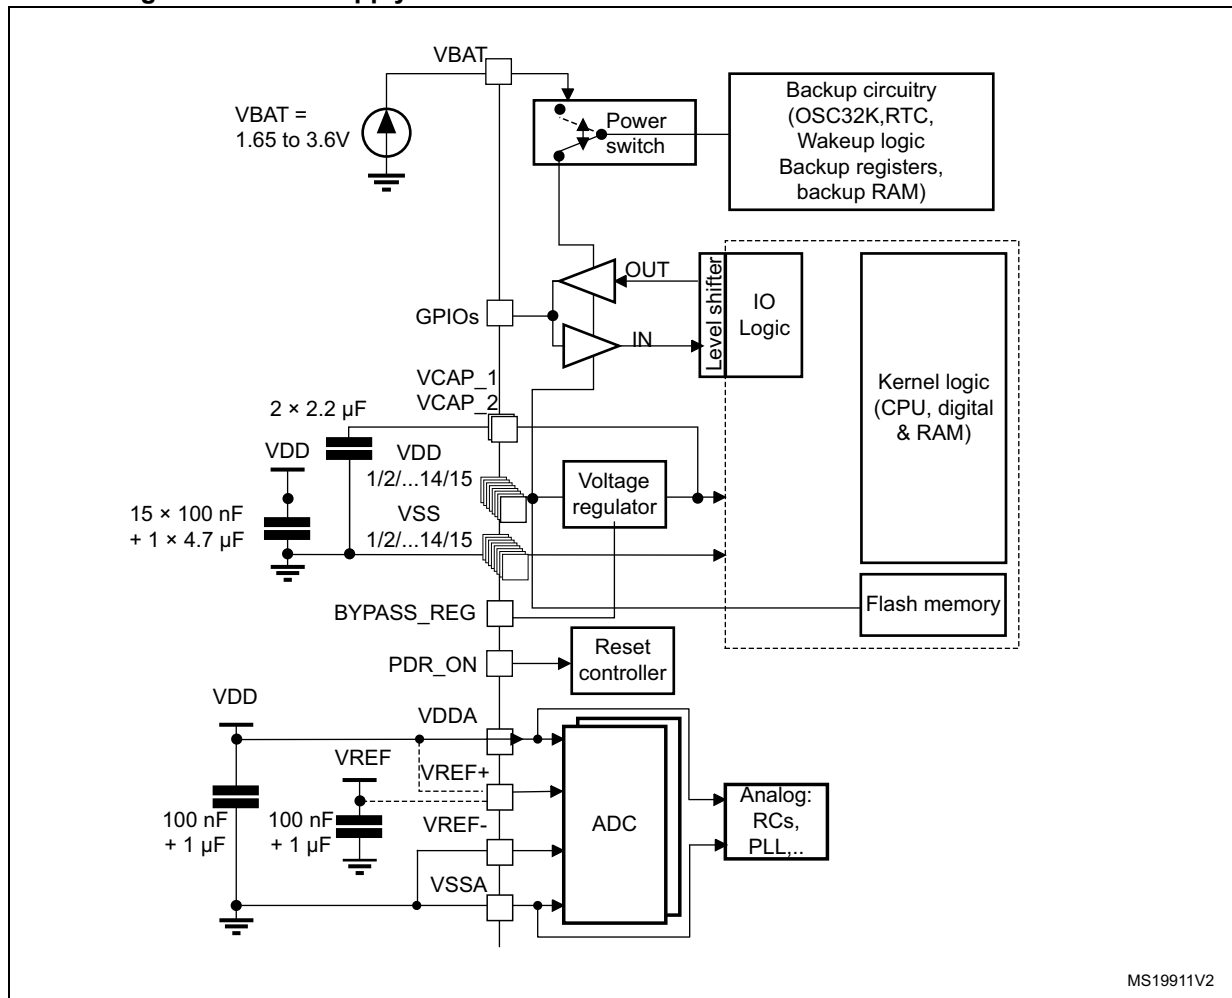 VBAT
VBAT =
1.65 to 3.6V
Power
switch
Backup circuitry
(OSC32K,RTC,
Wakeup logic
Backup registers,
backup RAM)
OUT
GPIOs
IN
Level shifter
IO
Logic
Kernel logic
(CPU, digital
& RAM)
VCAP_1
VCAP_2
2 × 2.2 μF
VDD
VDD
1/2/...14/15
Voltage
regulator
15 × 100 nF
+ 1 × 4.7 μF
VSS
1/2/...14/15
Flash memory
BYPASS_REG
PDR_ON
Reset
controller
VDD
VDDA
VREF
VREF+
100 nF
+ 1 μF
100 nF
+ 1 μF
VREF-
VSSA
ADC
Analog:
RCs,
PLL,..
MS19911V2